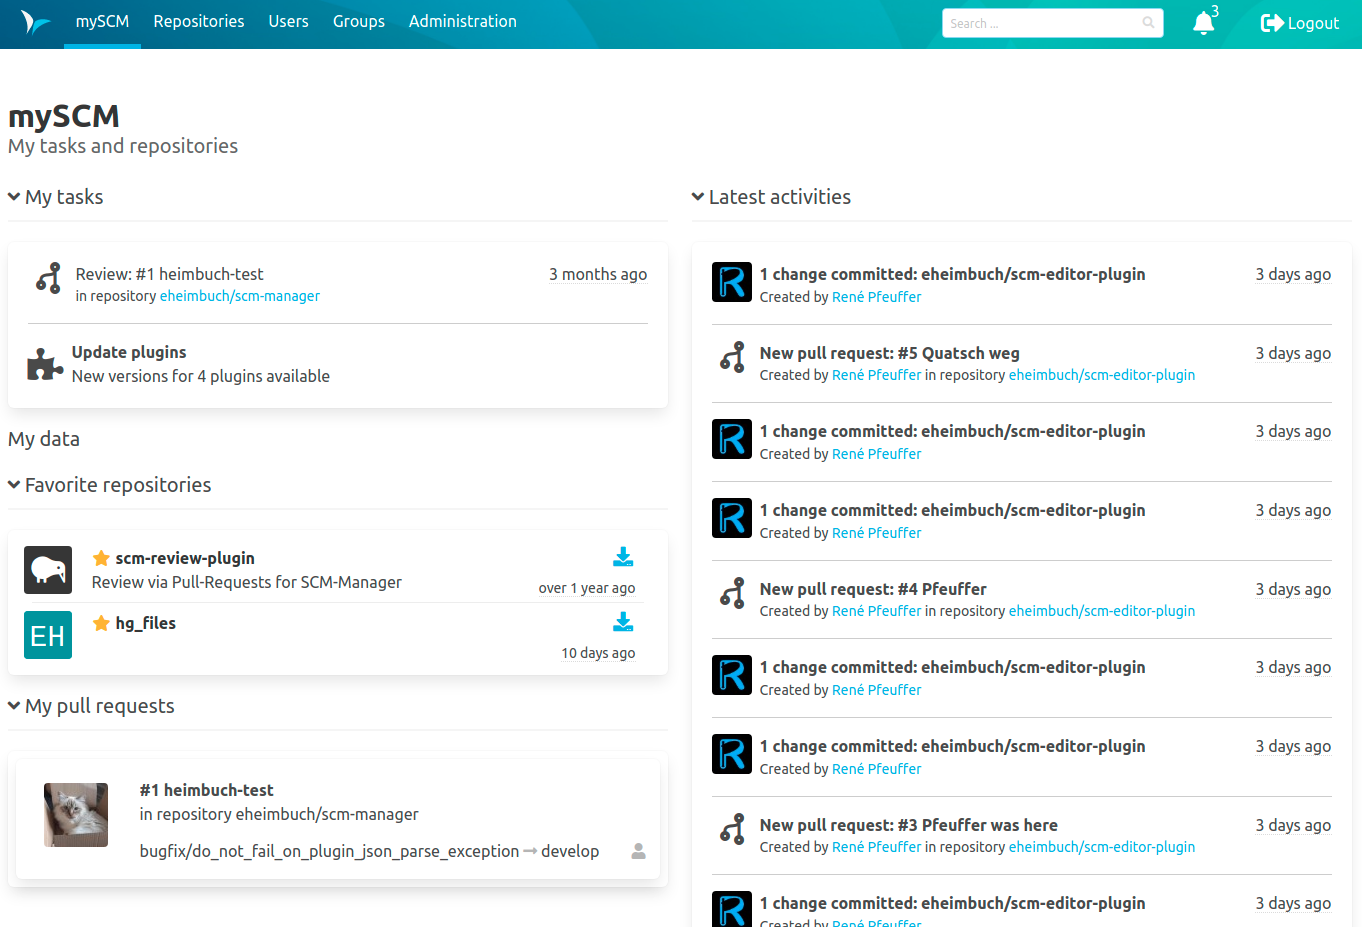 mySCM Repositories Users Groups Administration Search ... 3 Logout
mySCM
My tasks and repositories
My tasks
Review: #1 heimbuch-test 3 months ago
in repository eheimbuch/scm-manager
Update plugins
New versions for 4 plugins available
My data
Favorite repositories
scm-review-plugin
Review via Pull-Requests for SCM-Manager
over 1 year ago
EH hg_files
10 days ago
My pull requests
#1 heimbuch-test
in repository eheimbuch/scm-manager
bugfix/do_not_fail_on_plugin_json_parse_exception → develop
Latest activities
1 change committed: eheimbuch/scm-editor-plugin 3 days ago
Created by René Pfeuffer
New pull request: #5 Quatsch weg 3 days ago
Created by René Pfeuffer in repository eheimbuch/scm-editor-plugin
1 change committed: eheimbuch/scm-editor-plugin 3 days ago
Created by René Pfeuffer
1 change committed: eheimbuch/scm-editor-plugin 3 days ago
Created by René Pfeuffer
New pull request: #4 Pfeuffer 3 days ago
Created by René Pfeuffer in repository eheimbuch/scm-editor-plugin
1 change committed: eheimbuch/scm-editor-plugin 3 days ago
Created by René Pfeuffer
1 change committed: eheimbuch/scm-editor-plugin 3 days ago
Created by René Pfeuffer
New pull request: #3 Pfeuffer was here 3 days ago
Created by René Pfeuffer in repository eheimbuch/scm-editor-plugin
1 change committed: eheimbuch/scm-editor-plugin 3 days ago
Created by René Pfeuffer